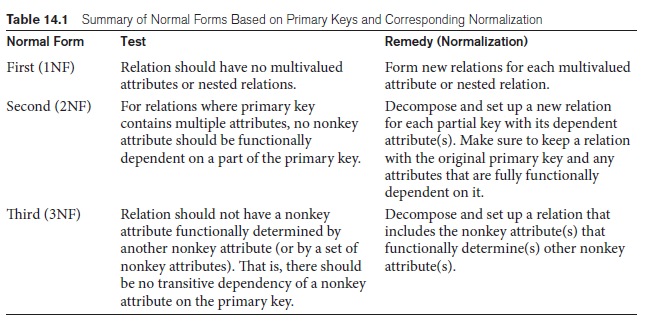 Table 14.1 Summary of Normal Forms Based on Primary Keys and Corresponding Normalization
Normal Form Test Remedy (Normalization)
First (1NF) Relation should have no multivalued Form new relations for each multivalued
attributes or nested relations. attribute or nested relation.
Second (2NF) For relations where primary key Decompose and set up a new relation
contains multiple attributes, no nonkey for each partial key with its dependent
attribute should be functionally attribute(s). Make sure to keep a relation
dependent on a part of the primary key. with the original primary key and any
attributes that are fully functionally
dependent on it.
Third (3NF) Relation should not have a nonkey Decompose and set up a relation that
attribute functionally determined by includes the nonkey attribute(s) that
another nonkey attribute (or by a set of functionally determine(s) other nonkey
nonkey attributes). That is, there should attribute(s).
be no transitive dependency of a nonkey
attribute on the primary key.